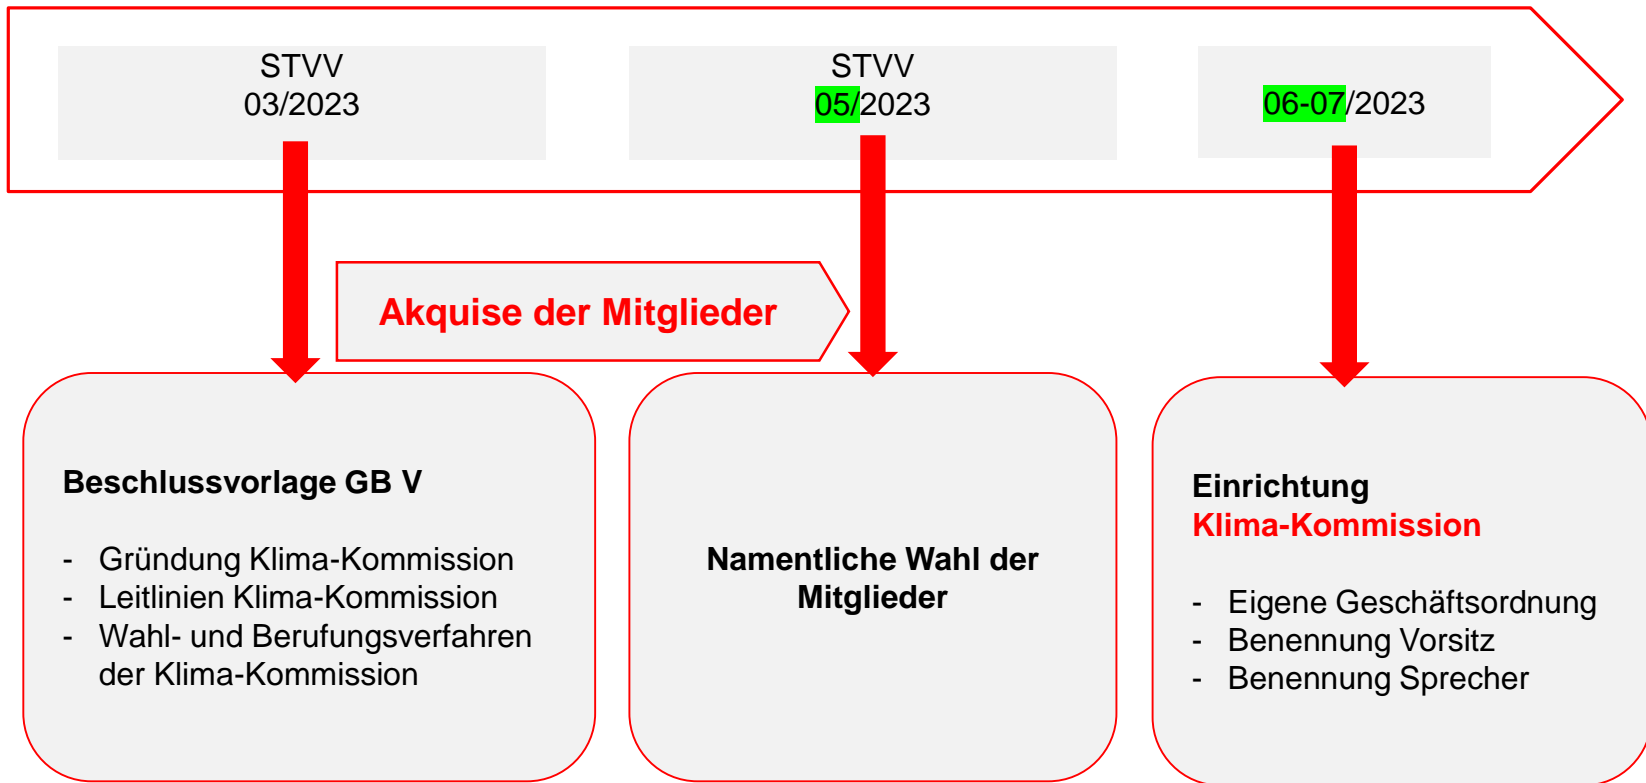 STVV
03/2023
STVV
05/2023
06-07/2023
Akquise der Mitglieder
Beschlussvorlage GB V
- Gründung Klima-Kommission
- Leitlinien Klima-Kommission
- Wahl- und Berufungsverfahren
der Klima-Kommission
Namentliche Wahl der
Mitglieder
Einrichtung
Klima-Kommission
- Eigene Geschäftsordnung
- Benennung Vorsitz
- Benennung Sprecher